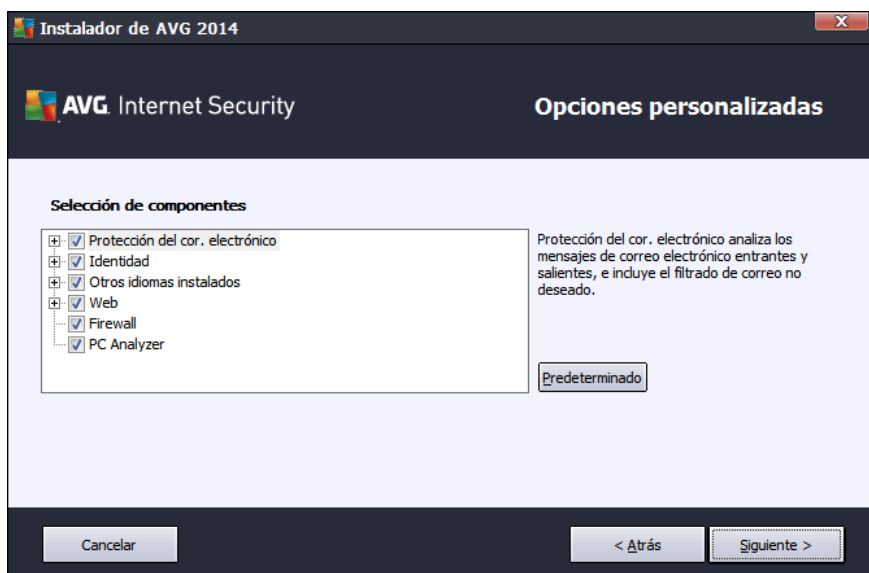 Instalador de AVG 2014
X
AVG. Internet Security
Opciones personalizadas
Selección de componentes
Protección del cor. electrónico
Identidad
Otros idiomas instalados
Web
Firewall
PC Analyzer
Protección del cor. electrónico analiza los
mensajes de correo electrónico entrantes y
salientes, e incluye el filtrado de correo no
deseado.
Predeterminado
Cancelar
< Atrás
Siguiente >